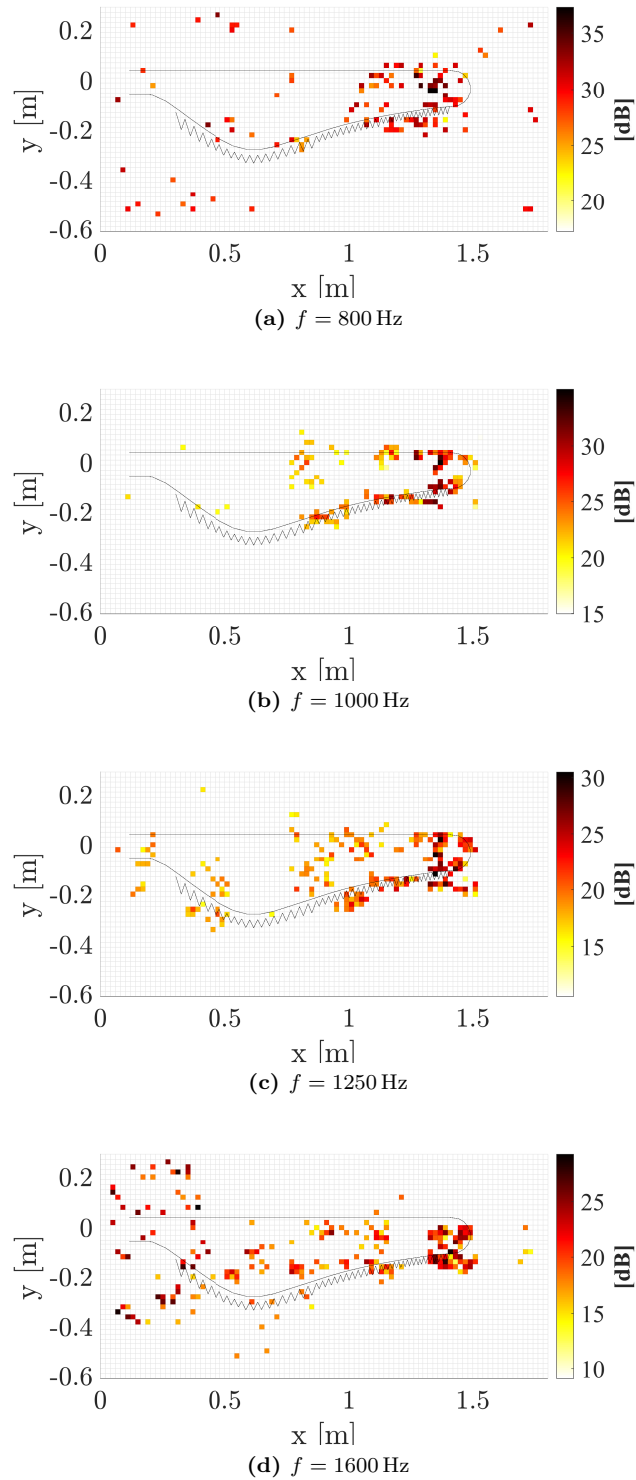 0.2
0
-0.2
-0.4
-0.6
y [m]
0 0.5 1 1.5
x [m]
35
30
25
20
[dB]
(a) f = 800 Hz
0.2
0
-0.2
-0.4
-0.6
y [m]
0 0.5 1 1.5
x [m]
30
25
20
15
[dB]
(b) f = 1000 Hz
0.2
0
-0.2
-0.4
-0.6
y [m]
0 0.5 1 1.5
x [m]
30
25
20
15
[dB]
(c) f = 1250 Hz
0.2
0
-0.2
-0.4
-0.6
y [m]
0 0.5 1 1.5
x [m]
25
20
15
10
[dB]
(d) f = 1600 Hz